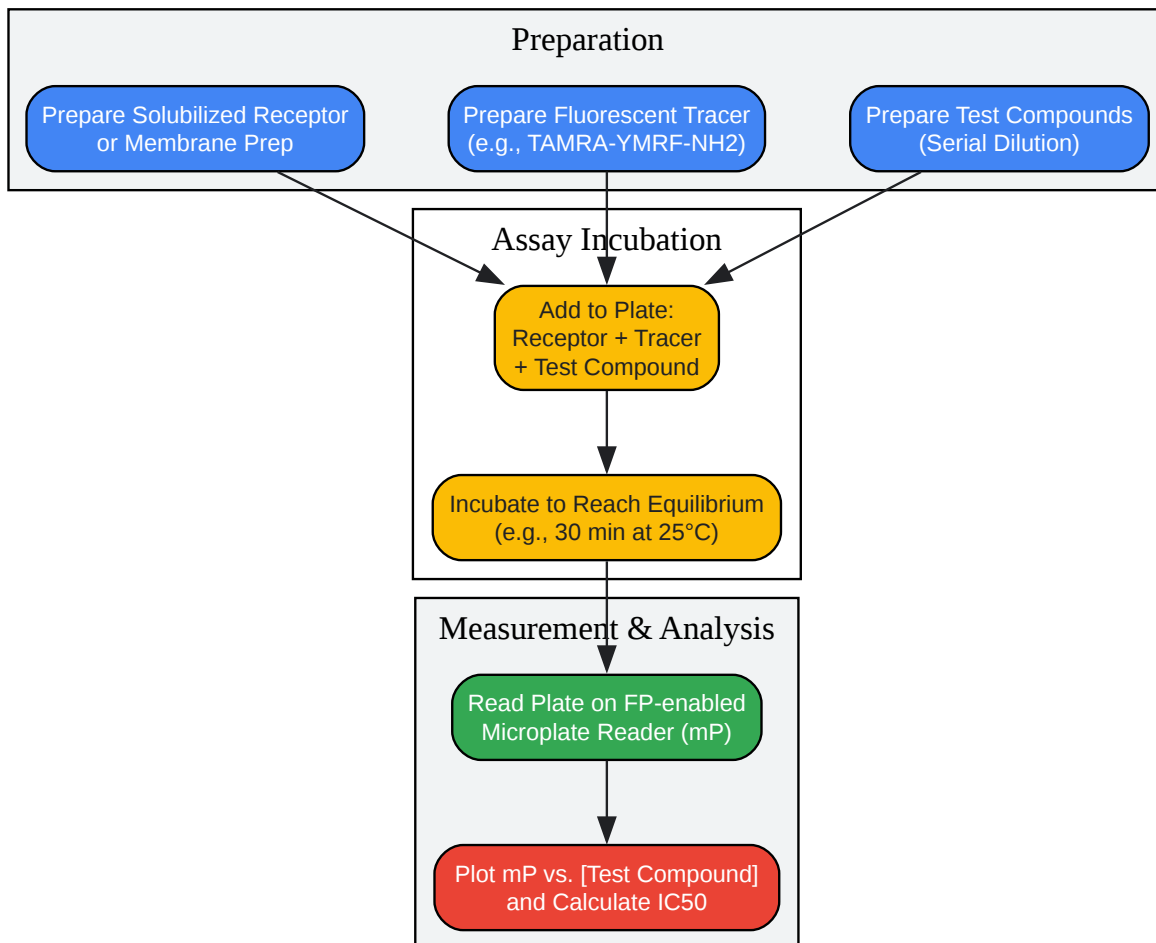 Preparation
Prepare Solubilized Receptor
or Membrane Prep
Prepare Fluorescent Tracer
(e.g., TAMRA-YMRF-NH2)
Prepare Test Compounds
(Serial Dilution)
Assay Incubation
Add to Plate:
Receptor + Tracer
+ Test Compound
Incubate to Reach Equilibrium
(e.g., 30 min at 25°C)
Measurement & Analysis
Read Plate on FP-enabled
Microplate Reader (mP)
Plot mP vs. [Test Compound]
and Calculate IC50